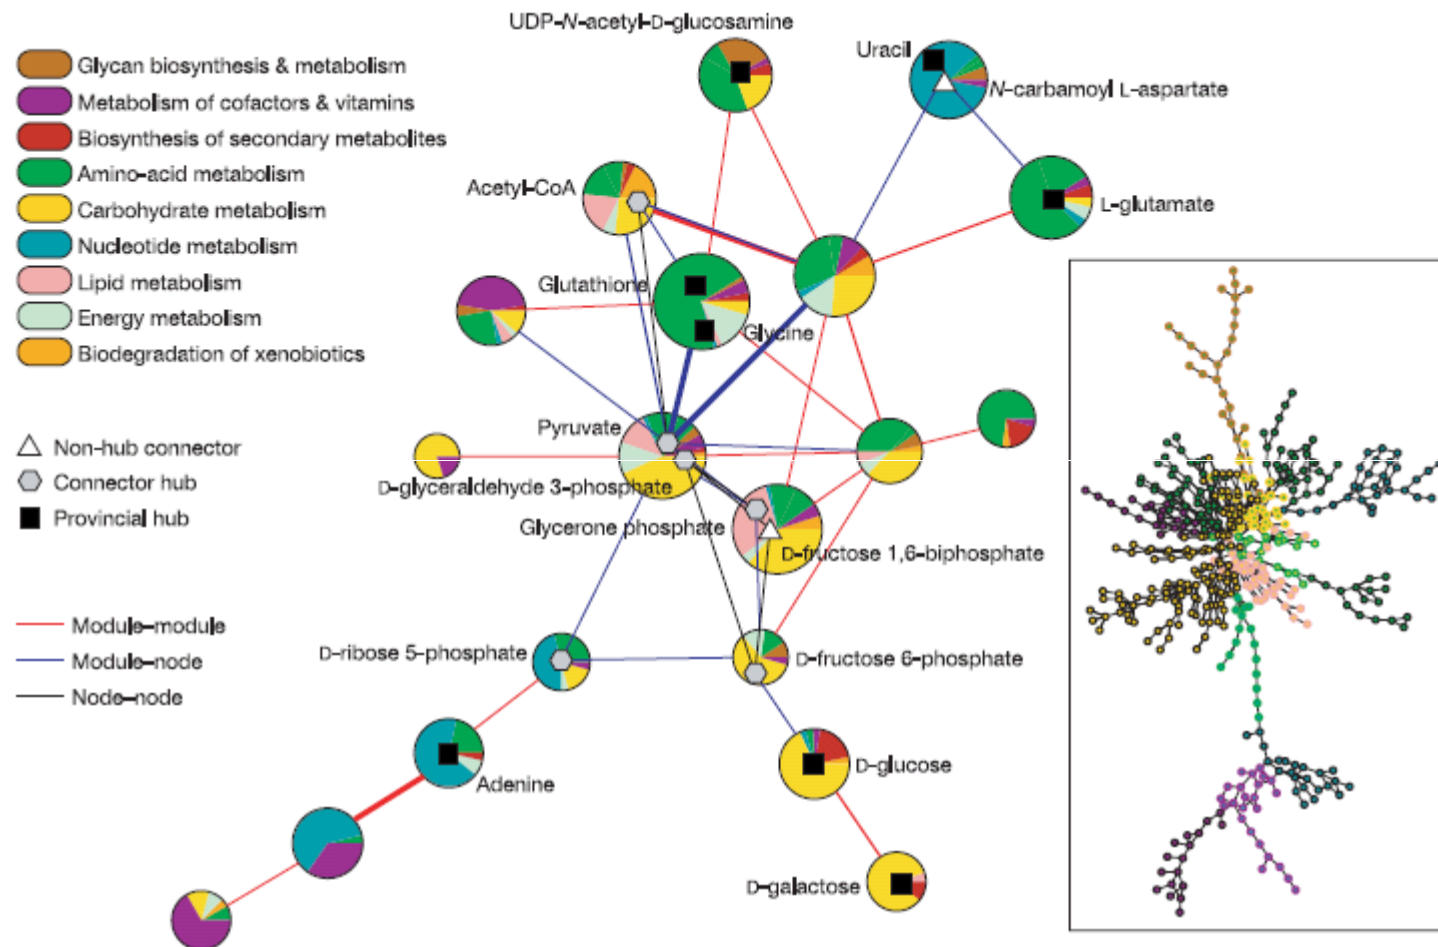 Glycan biosynthesis & metabolism
Metabolism of cofactors & vitamins
Biosynthesis of secondary metabolites
Amino-acid metabolism
Carbohydrate metabolism
Nucleotide metabolism
Lipid metabolism
Energy metabolism
Biodegradation of xenobiotics
Non-hub connector
Connector hub
Provincial hub
Module–module
Module–node
Node–node
UDP-N-acetyl-D-glucosamine
Uracil
N-carbamoyl L-aspartate
Acetyl-CoA
L-glutamate
Glutathione
Glycine
Pyruvate
D-glyceraldehyde 3-phosphate
Glycerone phosphate
D-fructose 1,6-biphosphate
D-ribose 5-phosphate
D-fructose 6-phosphate
Adenine
D-glucose
D-galactose